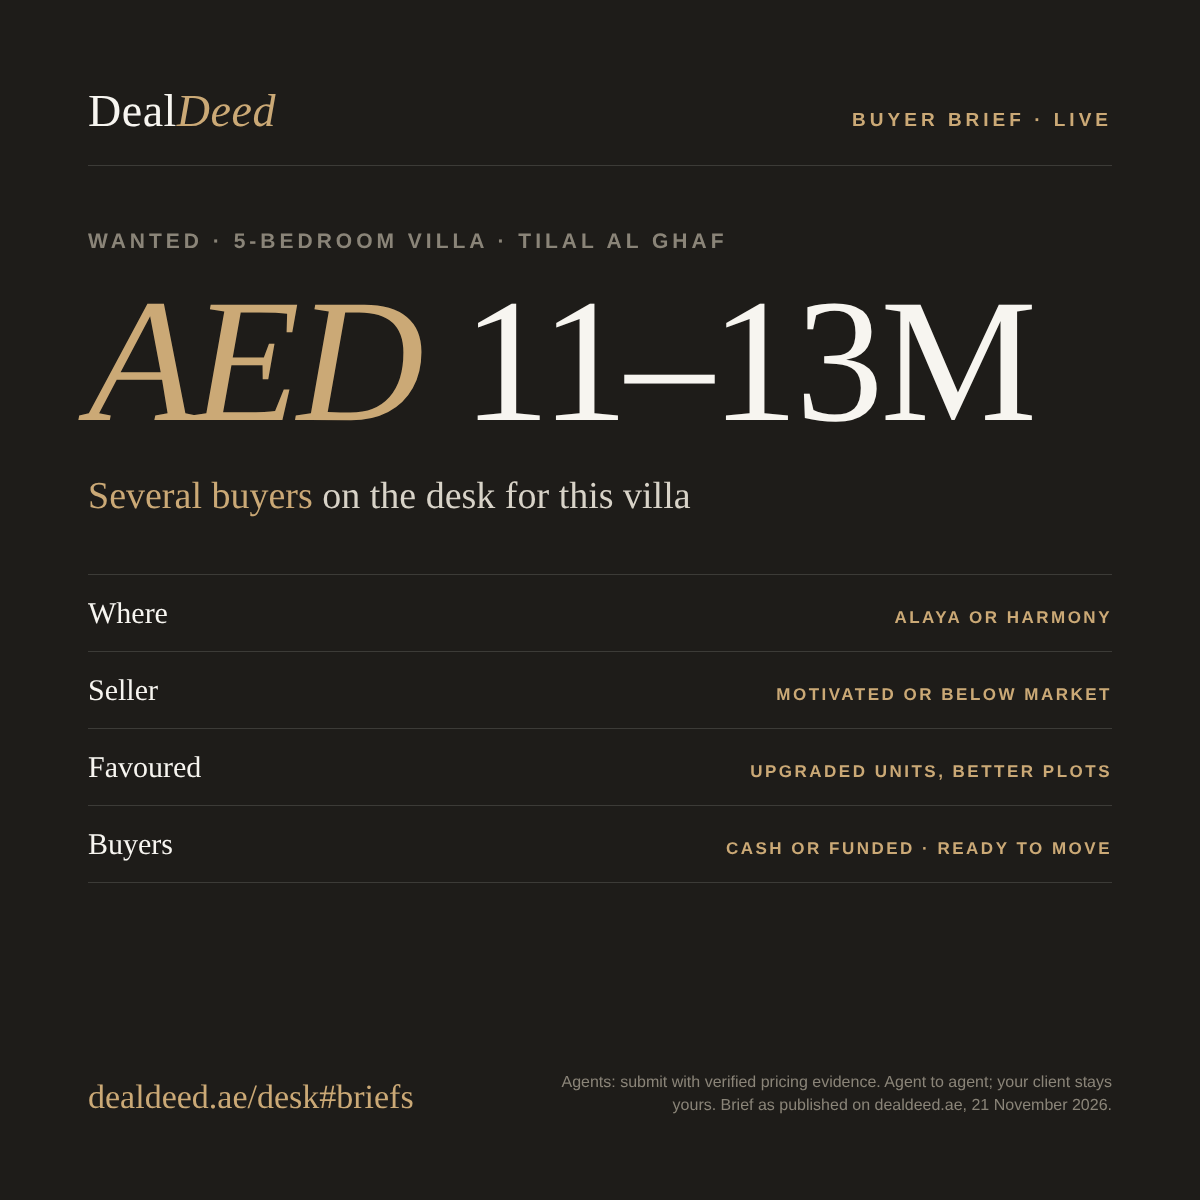 DealDeed
BUYER BRIEF · LIVE
WANTED · 5-BEDROOM VILLA · TILAL AL GHAF
AED 11–13M
Several buyers on the desk for this villa
Where
ALAYA OR HARMONY
Seller
MOTIVATED OR BELOW MARKET
Favoured
UPGRADED UNITS, BETTER PLOTS
Buyers
CASH OR FUNDED · READY TO MOVE
dealdeed.ae/desk#briefs
Agents: submit with verified pricing evidence. Agent to agent; your client stays
yours. Brief as published on dealdeed.ae, 21 November 2026.